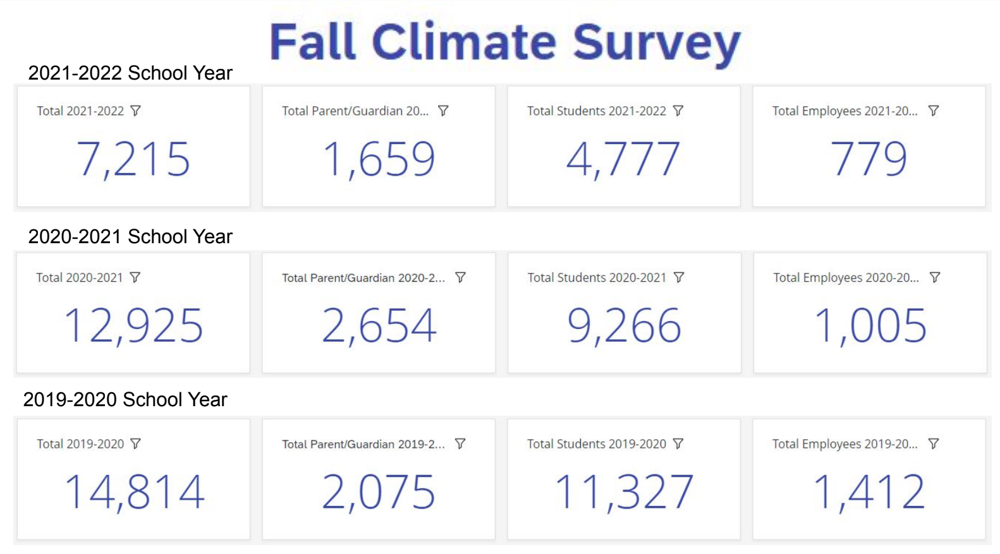 Fall Climate Survey
2021-2022 School Year
Total 2021-2022
Total Parent/Guardian 20...
Total Students 2021-2022
Total Employees 2021-20...
7,215
1,659
4,777
779
2020-2021 School Year
Total 2020-2021
Total Parent/Guardian 2020-2...
Total Students 2020-2021
Total Employees 2020-20...
12,925
2,654
9,266
1,005
2019-2020 School Year
Total 2019-2020
Total Parent/Guardian 2019-2...
Total Students 2019-2020
Total Employees 2019-20...
14,814
2,075
11,327
1,412